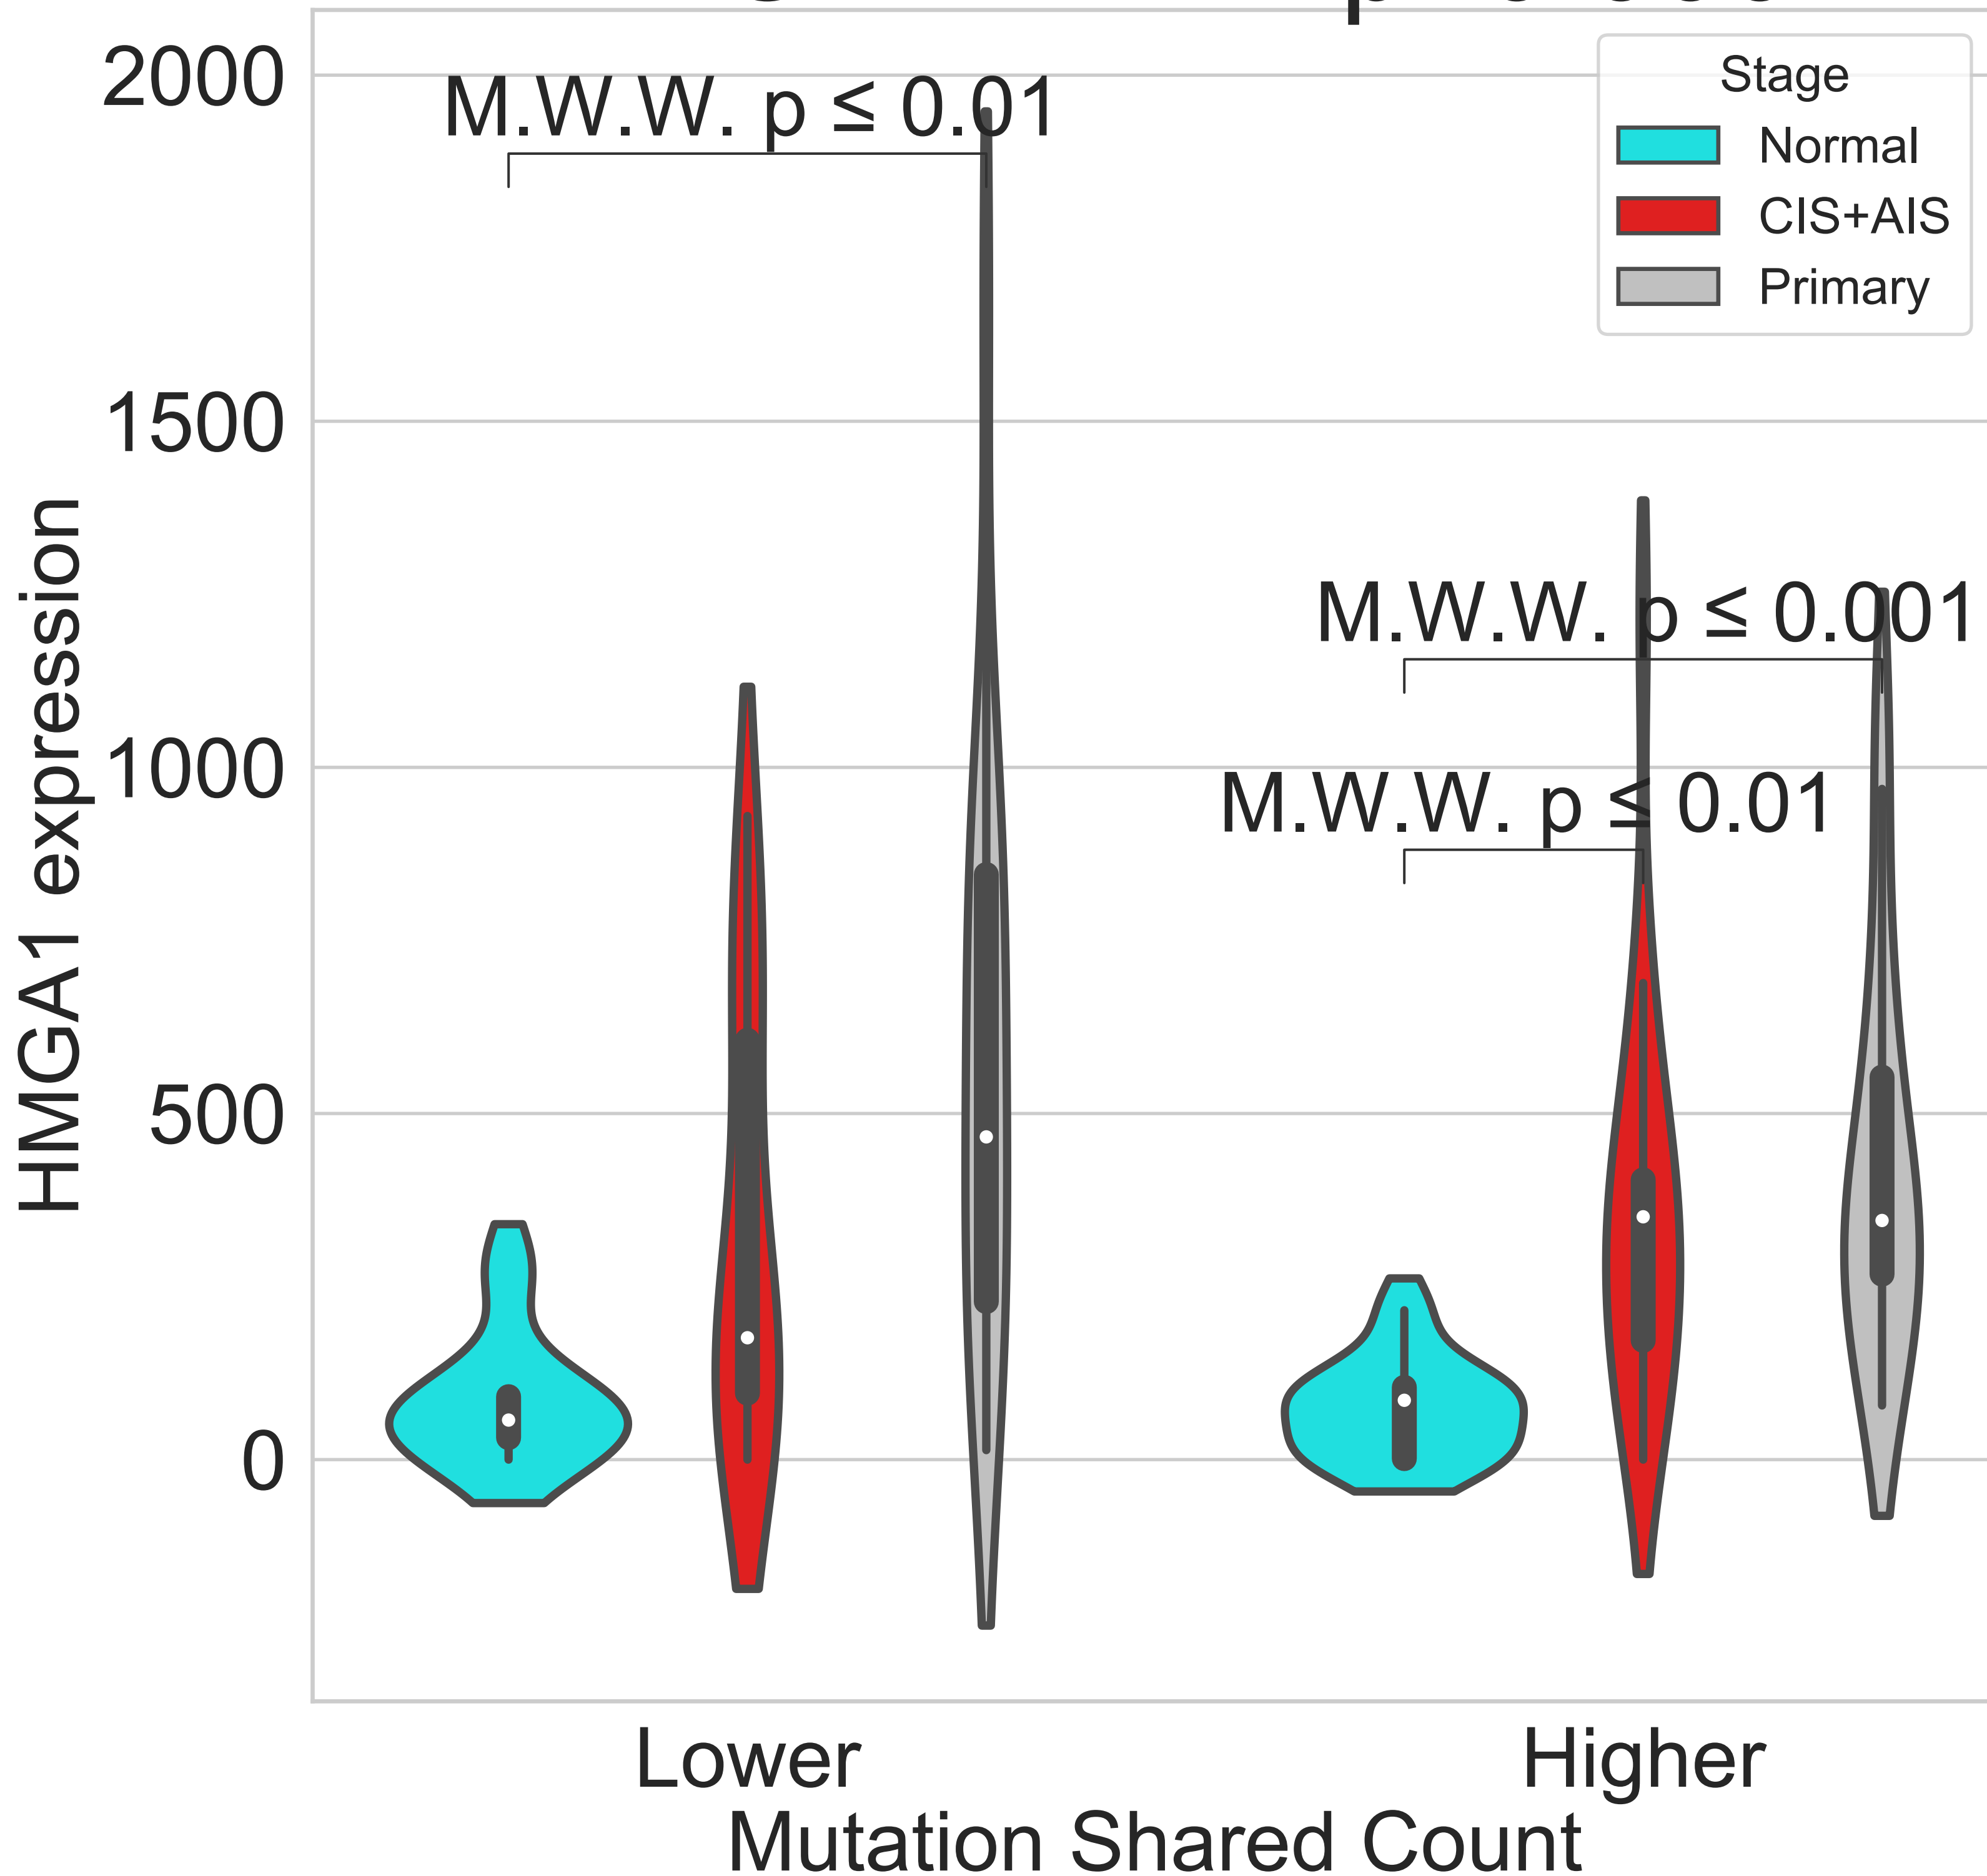 2000
1500
1000
500
0
HMGA1 expression
M.W.W. p ≤ 0.01
M.W.W. p ≤ 0.001
M.W.W. p ≤ 0.01
Stage
Normal
CIS+AIS
Primary
Lower
Higher
Mutation Shared Count